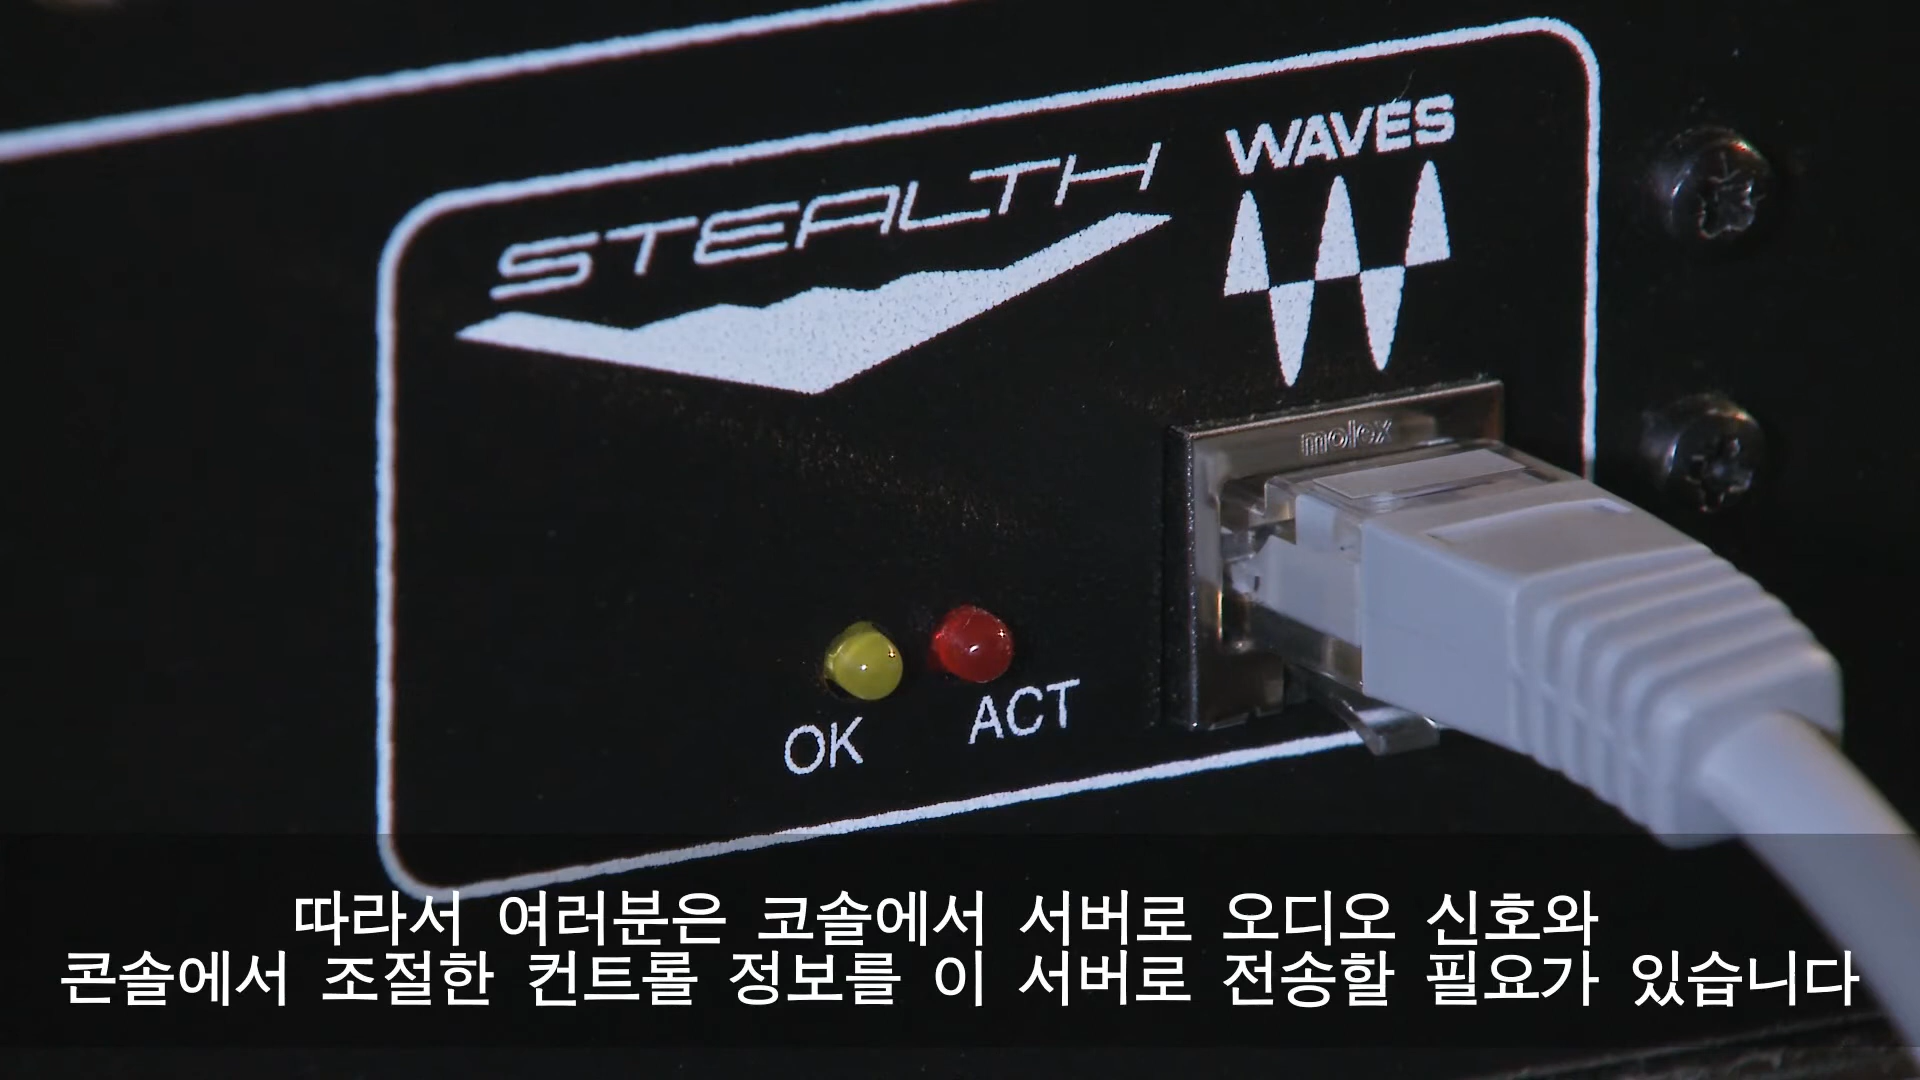 STEALTH
WAVES
molex
OK
ACT
따라서 여러분은 코솔에서 서버로 오디오 신호와
콘솔에서 조절한 컨트롤 정보를 이 서버로 전송할 필요가 있습니다